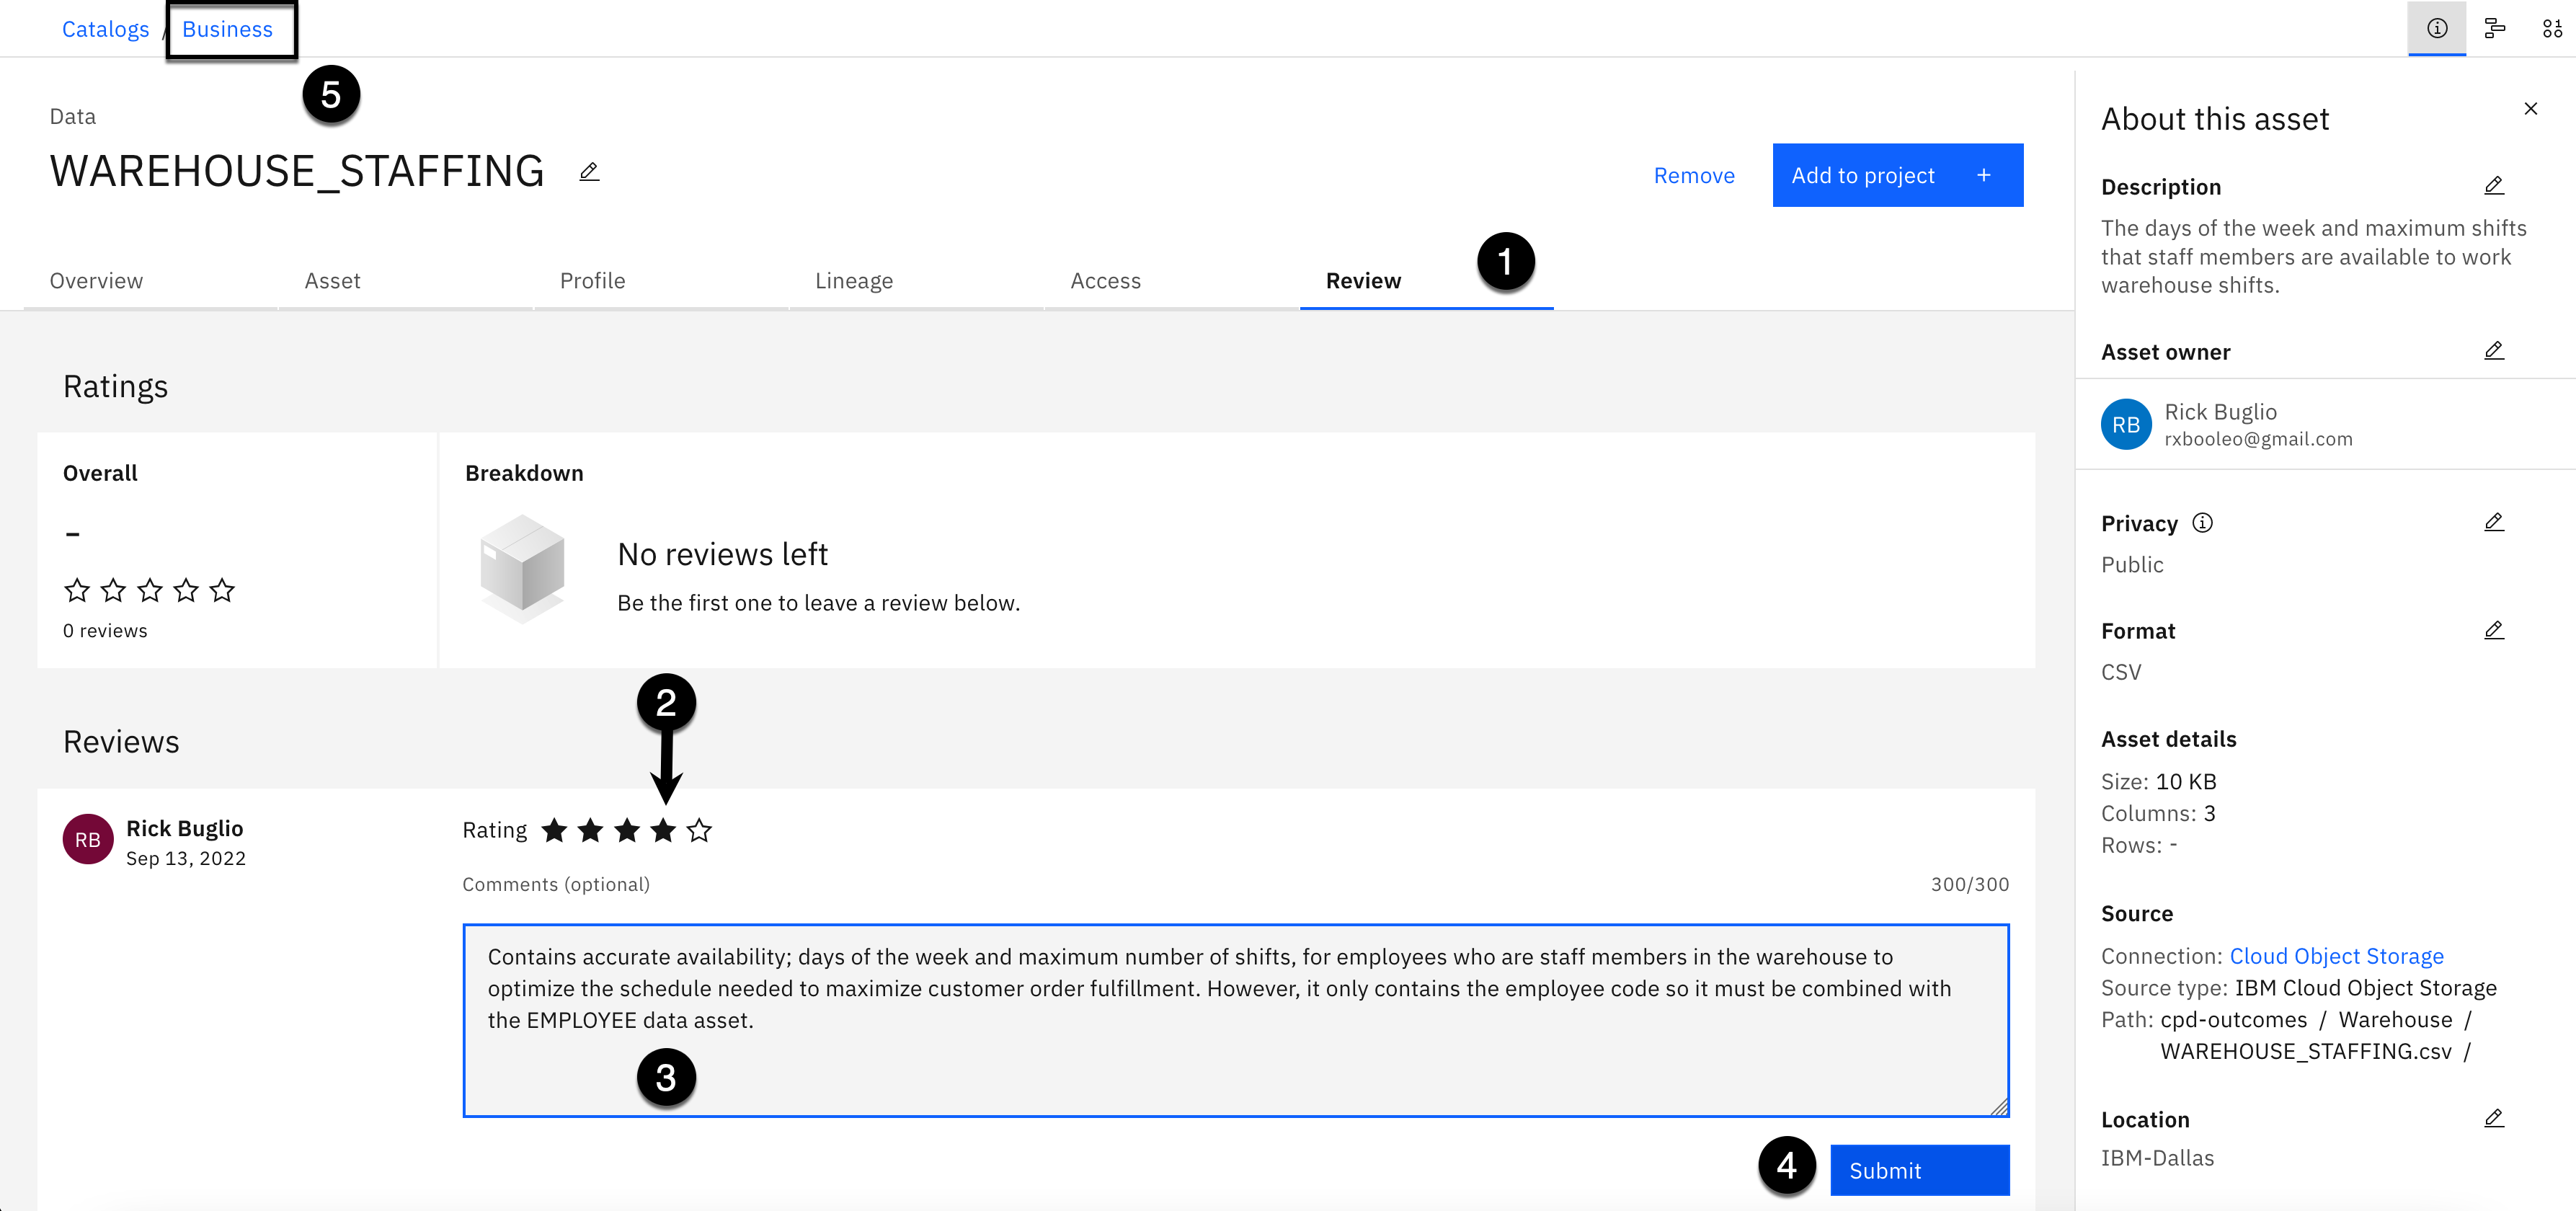 Catalogs / Business
5
Data
WAREHOUSE_STAFFING
Remove
Add to project +
Overview Asset Profile Lineage Access Review
1
Ratings
Overall
–
0 reviews
Breakdown
No reviews left
Be the first one to leave a review below.
2
Reviews
RB
Rick Buglio
Sep 13, 2022
Rating
Comments (optional)
300/300
Contains accurate availability; days of the week and maximum number of shifts, for employees who are staff members in the warehouse to
optimize the schedule needed to maximize customer order fulfillment. However, it only contains the employee code so it must be combined with
the EMPLOYEE data asset.
3
4
Submit
About this asset
Description
The days of the week and maximum shifts
that staff members are available to work
warehouse shifts.
Asset owner
RB
Rick Buglio
rxbooleo@gmail.com
Privacy
Public
Format
CSV
Asset details
Size: 10 KB
Columns: 3
Rows: -
Source
Connection: Cloud Object Storage
Source type: IBM Cloud Object Storage
Path: cpd-outcomes / Warehouse /
WAREHOUSE_STAFFING.csv /
Location
IBM-Dallas